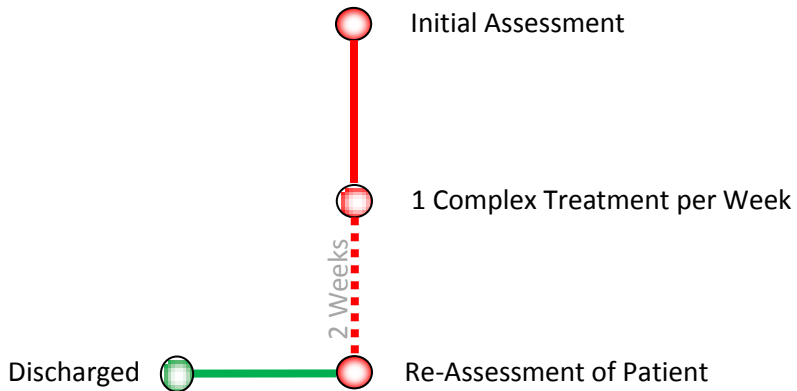 Initial Assessment
1 Complex Treatment per Week
2 Weeks
Discharged
Re-Assessment of Patient